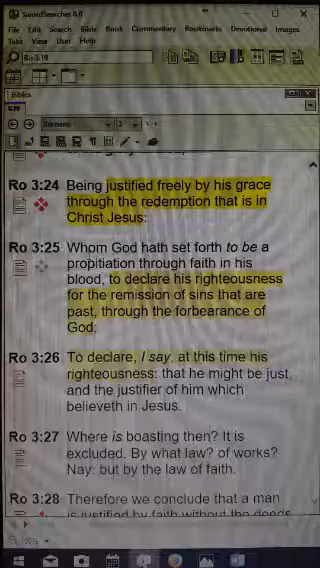 SwordSearcher 8.0
File Edit Search Bible Book Commentary Bookmarks Devotional Images
Tabs View User Help
Ro 3:19
Bibles
KJV
Romans 3
Ro 3:24 Being justified freely by his grace
through the redemption that is in
Christ Jesus:
Ro 3:25 Whom God hath set forth to be a
propitiation through faith in his
blood, to declare his righteousness
for the remission of sins that are
past, through the forbearance of
God;
Ro 3:26 To declare, I say, at this time his
righteousness: that he might be just,
and the justifier of him which
believeth in Jesus.
Ro 3:27 Where is boasting then? It is
excluded. By what law? of works?
Nay: but by the law of faith.
Ro 3:28 Therefore we conclude that a man
is justified by faith without the deeds